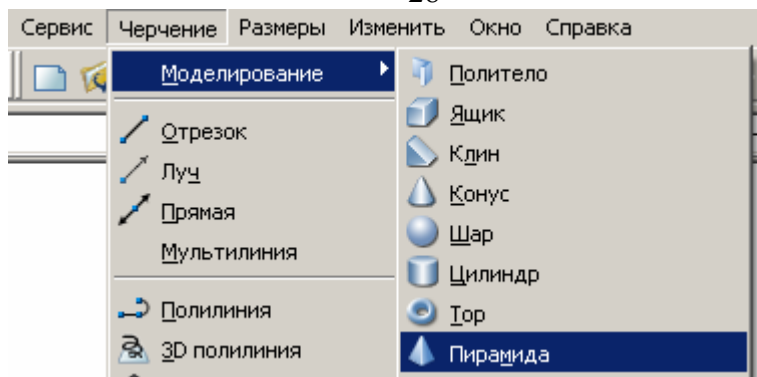 Сервис Черчение Размеры Изменить Окно Справка
Моделирование
Отрезок
Луч
Прямая
Мультилиния
Полилиния
3D полилиния
Политело
Ящик
Клин
Конус
Шар
Цилиндр
Тор
Пирамида